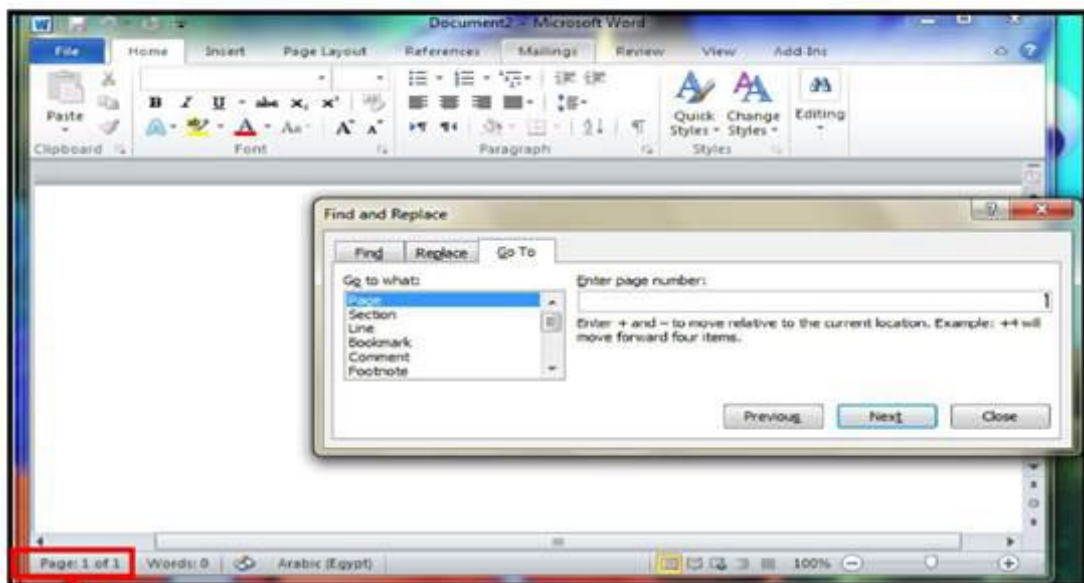 Document2 - Microsoft Word
File Home Insert Page Layout References Mailings Review View Add-Ins
Paste
B I U abc x, x'
A Aa A A
Quick Styles
Change Styles
Editing
Clipboard Font Paragraph Styles
Find and Replace
Find Replace Go To
Go to what:
Page
Section
Line
Bookmark
Comment
Footnote
Enter page number:
1
Enter + and – to move relative to the current location. Example: +4 will
move forward four items.
Previous Next Close
Page: 1 of 1 Words: 0 Arabic (Egypt) 100%